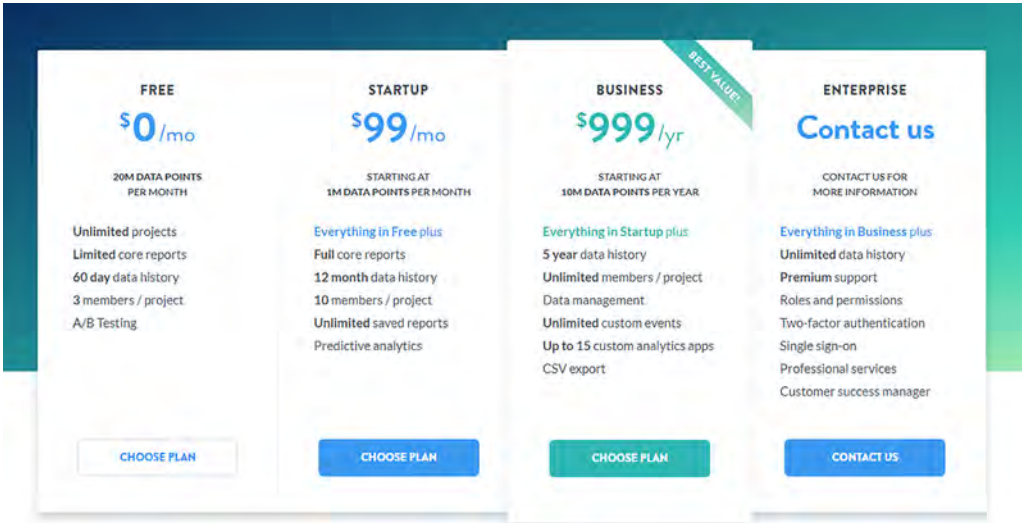 FREE
$0/mo
20M DATA POINTS
PER MONTH
Unlimited projects
Limited core reports
60 day data history
3 members / project
A/B Testing
CHOOSE PLAN
STARTUP
$99/mo
STARTING AT
1M DATA POINTS PER MONTH
Everything in Free plus
Full core reports
12 month data history
10 members / project
Unlimited saved reports
Predictive analytics
CHOOSE PLAN
BEST VALUE!
BUSINESS
$999/yr
STARTING AT
10M DATA POINTS PER YEAR
Everything in Startup plus
5 year data history
Unlimited members / project
Data management
Unlimited custom events
Up to 15 custom analytics apps
CSV export
CHOOSE PLAN
ENTERPRISE
Contact us
CONTACT US FOR
MORE INFORMATION
Everything in Business plus
Unlimited data history
Premium support
Roles and permissions
Two-factor authentication
Single sign-on
Professional services
Customer success manager
CONTACT US